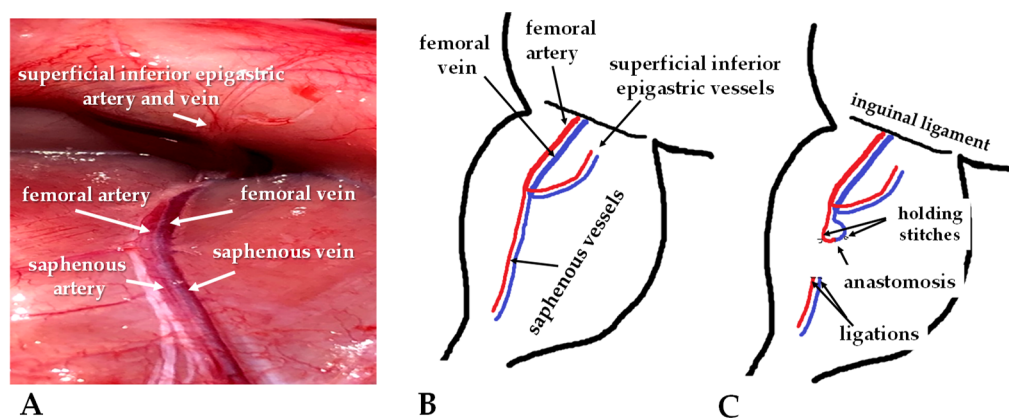 superficial inferior epigastric
artery and vein
femoral artery
femoral vein
saphenous
artery
saphenous vein
A
femoral
vein
femoral
artery
superficial inferior
epigastric vessels
saphenous vessels
B
inguinal ligament
holding
stitches
anastomosis
ligations
C